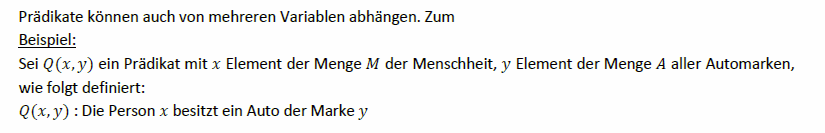 Prädikate können auch von mehreren Variablen abhängen. Zum
Beispiel:
Sei Q(x, y) ein Prädikat mit x Element der Menge M der Menschheit, y Element der Menge A aller Automarken,
wie folgt definiert:
Q(x, y) : Die Person x besitzt ein Auto der Marke y